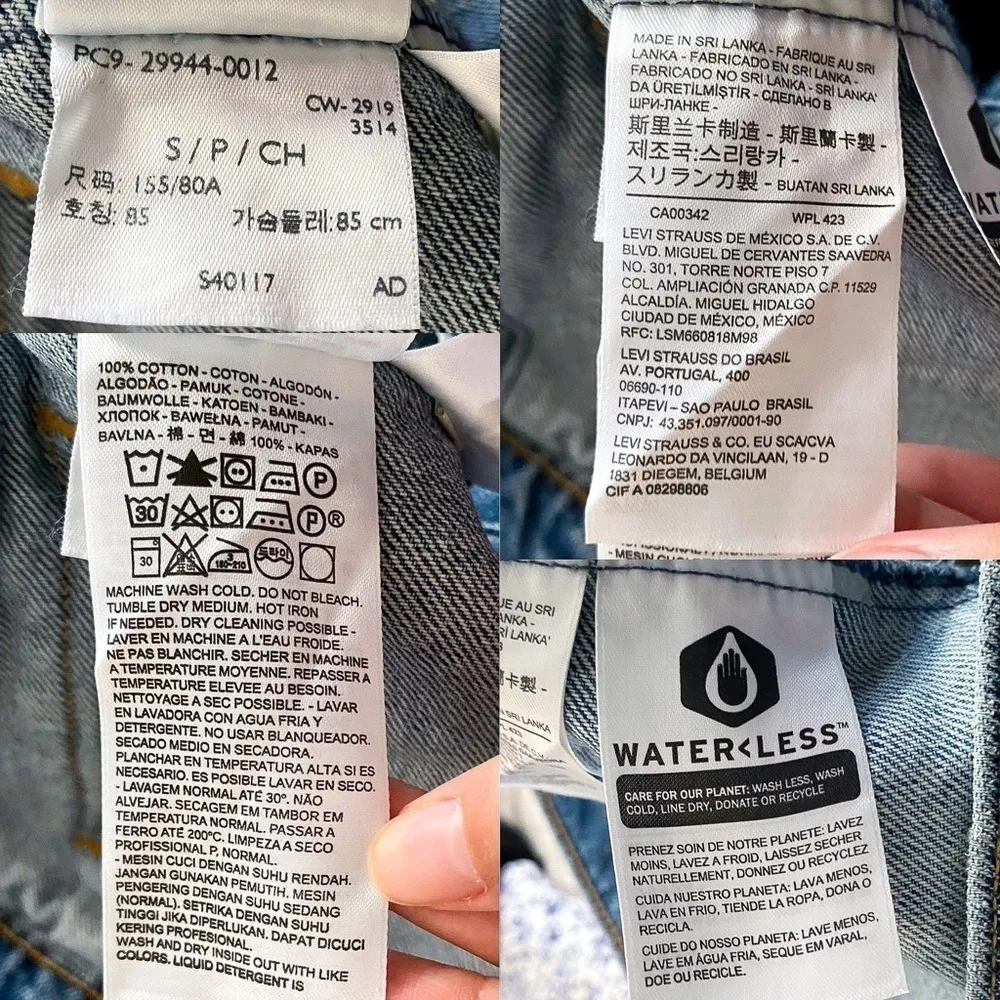 PC9- 29944-0012
CW-2919
3514
S / P / CH
尺码: 155/80A
호칭: 85 가슴둘레: 85 cm
S40117 AD
MADE IN SRI LANKA - FABRIQUE AU SRI
LANKA - FABRICADO EN SRI LANKA -
FABRICADO NO SRI LANKA - SRİ LANKA'
DA ÜRETİLMİŞTİR - СДЕЛАНО В
ШРИ-ЛАНКЕ -
斯里兰卡制造 - 斯里蘭卡製 -
제조국:스리랑카 -
スリランカ製 - BUATAN SRI LANKA
CA00342 WPL 423
LEVI STRAUSS DE MÉXICO S.A. DE C.V.
BLVD. MIGUEL DE CERVANTES SAAVEDRA
NO. 301, TORRE NORTE PISO 7
COL. AMPLIACIÓN GRANADA C.P. 11529
ALCALDÍA. MIGUEL HIDALGO
CIUDAD DE MÉXICO, MÉXICO
RFC: LSM660818M98
LEVI STRAUSS DO BRASIL
AV. PORTUGAL, 400
06690-110
ITAPEVI – SAO PAULO BRASIL
CNPJ: 43.351.097/0001-90
LEVI STRAUSS & CO. EU SCA/CVA
LEONARDO DA VINCILAAN, 19 - D
1831 DIEGEM, BELGIUM
CIF A 08298606
100% COTTON - COTON - ALGODÓN -
ALGODÃO - PAMUK - COTONE -
BAUMWOLLE - KATOEN - BAMBAKI -
ХЛОПОК - BAWEŁNA - PAMUT -
BAVLNA - 棉 - 면 - 綿 100% - KAPAS
P
30 P ®
30 3 180-210 드라이
MACHINE WASH COLD. DO NOT BLEACH.
TUMBLE DRY MEDIUM. HOT IRON
IF NEEDED. DRY CLEANING POSSIBLE -
LAVER EN MACHINE A L'EAU FROIDE.
NE PAS BLANCHIR. SECHER EN MACHINE
A TEMPERATURE MOYENNE. REPASSER A
TEMPERATURE ELEVEE AU BESOIN.
NETTOYAGE A SEC POSSIBLE. - LAVAR
EN LAVADORA CON AGUA FRIA Y
DETERGENTE. NO USAR BLANQUEADOR.
SECADO MEDIO EN SECADORA.
PLANCHAR EN TEMPERATURA ALTA SI ES
NECESARIO. ES POSIBLE LAVAR EN SECO.
- LAVAGEM NORMAL ATÉ 30°. NÃO
ALVEJAR. SECAGEM EM TAMBOR EM
TEMPERATURA NORMAL. PASSAR A
FERRO ATÉ 200°C. LIMPEZA A SECO
PROFISSIONAL P, NORMAL.
- MESIN CUCI DENGAN SUHU RENDAH.
JANGAN GUNAKAN PEMUTIH. MESIN
PENGERING DENGAN SUHU SEDANG
(NORMAL). SETRIKA DENGAN SUHU
TINGGI JIKA DIPERLUKAN. DAPAT DICUCI
KERING PROFESIONAL.
WASH AND DRY INSIDE OUT WITH LIKE
COLORS. LIQUID DETERGENT IS
WATER<LESS™
CARE FOR OUR PLANET: WASH LESS, WASH
COLD, LINE DRY, DONATE OR RECYCLE
PRENEZ SOIN DE NOTRE PLANETE: LAVEZ
MOINS, LAVEZ A FROID, LAISSEZ SECHER
NATURELLEMENT, DONNEZ OU RECYCLEZ
CUIDA NUESTRO PLANETA: LAVA MENOS,
LAVA EN FRIO, TIENDE LA ROPA, DONA O
RECICLA.
CUIDE DO NOSSO PLANETA: LAVE MENOS,
LAVE EM ÁGUA FRIA, SEQUE EM VARAL,
DOE OU RECICLE.